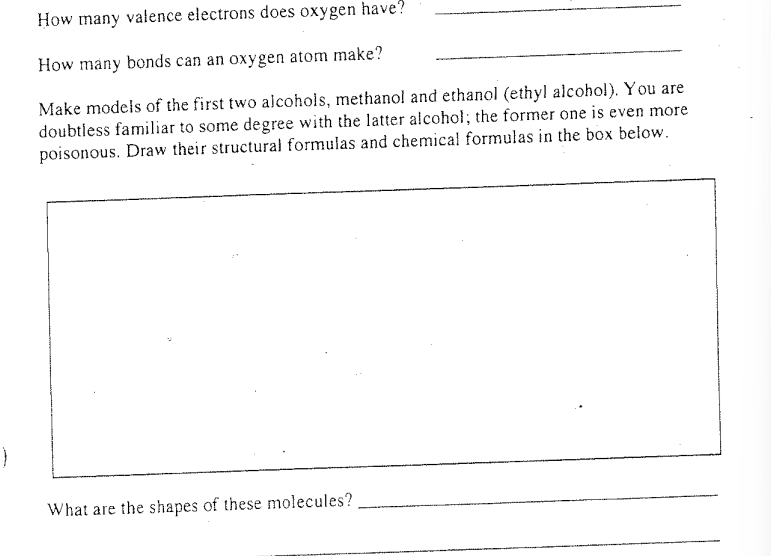 How many valence electrons does oxygen have?
How many bonds can an oxygen atom make?
Make models of the first two alcohols, methanol and ethanol (ethyl alcohol). You are
doubtless familiar to some degree with the latter alcohol; the former one is even more
poisonous. Draw their structural formulas and chemical formulas in the box below.
)
What are the shapes of these molecules?